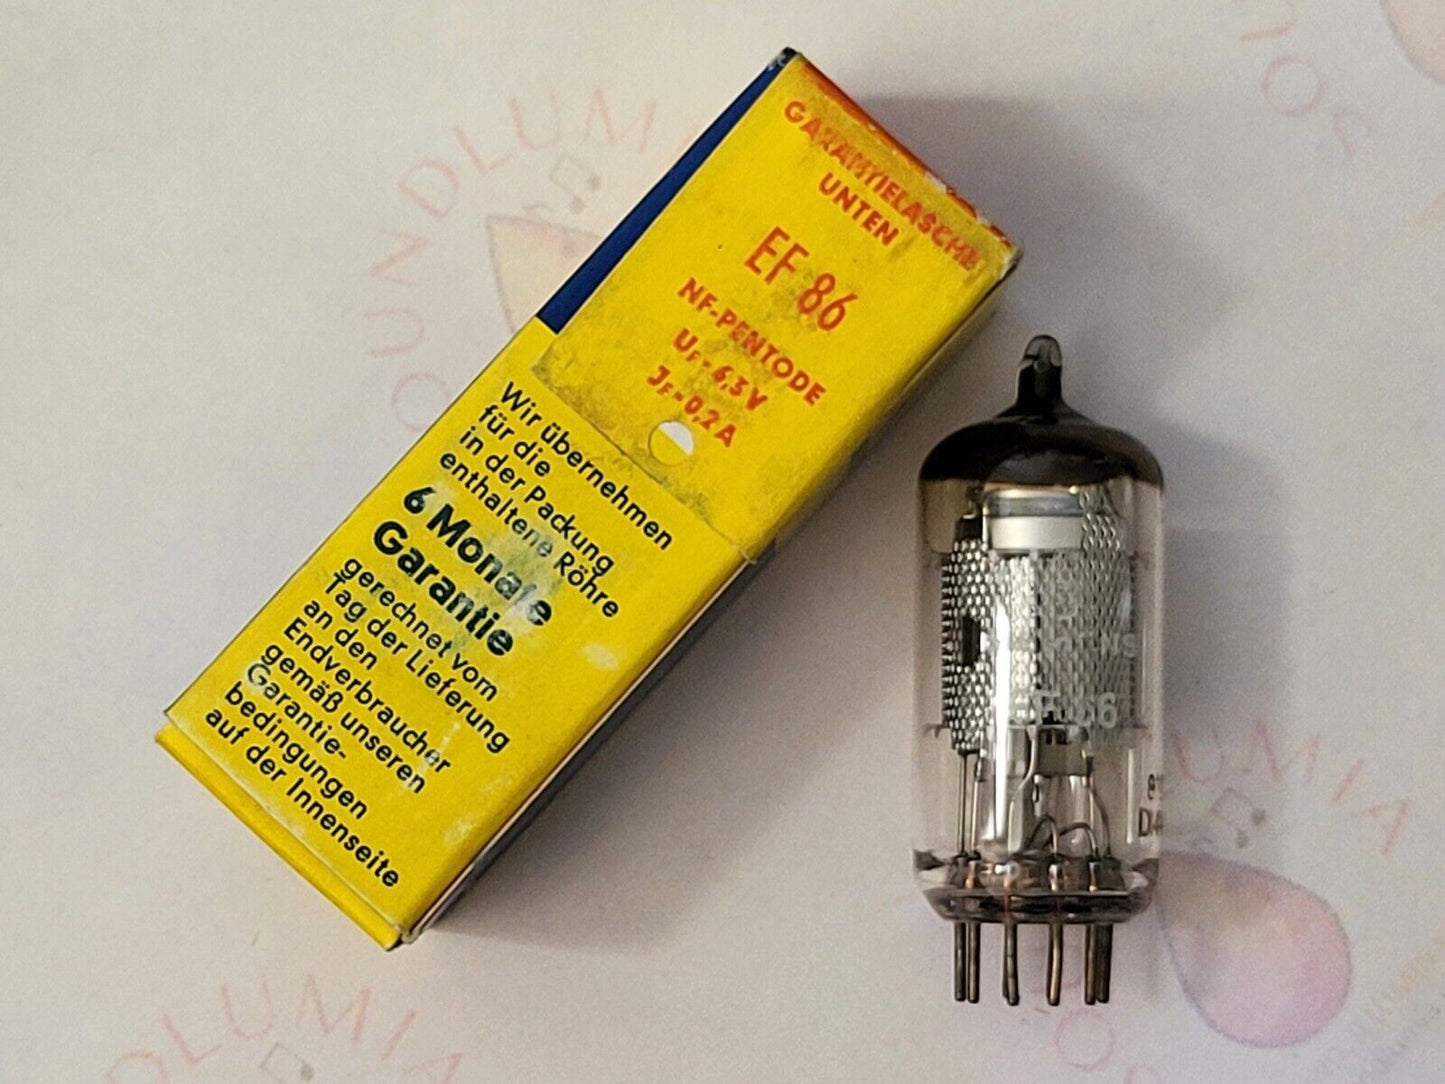 GARANTIELASCHE
UNTEN
EF 86
NF-PENTODE
UF=6,3V
JF=0,2A
Wir übernehmen
für die
in der Packung
enthaltene Röhre
6 Monate
Garantie
gerechnet vom
Tag der Lieferung
an den
Endverbraucher
gemäß unseren
Garantie-
bedingungen
auf der Innenseite